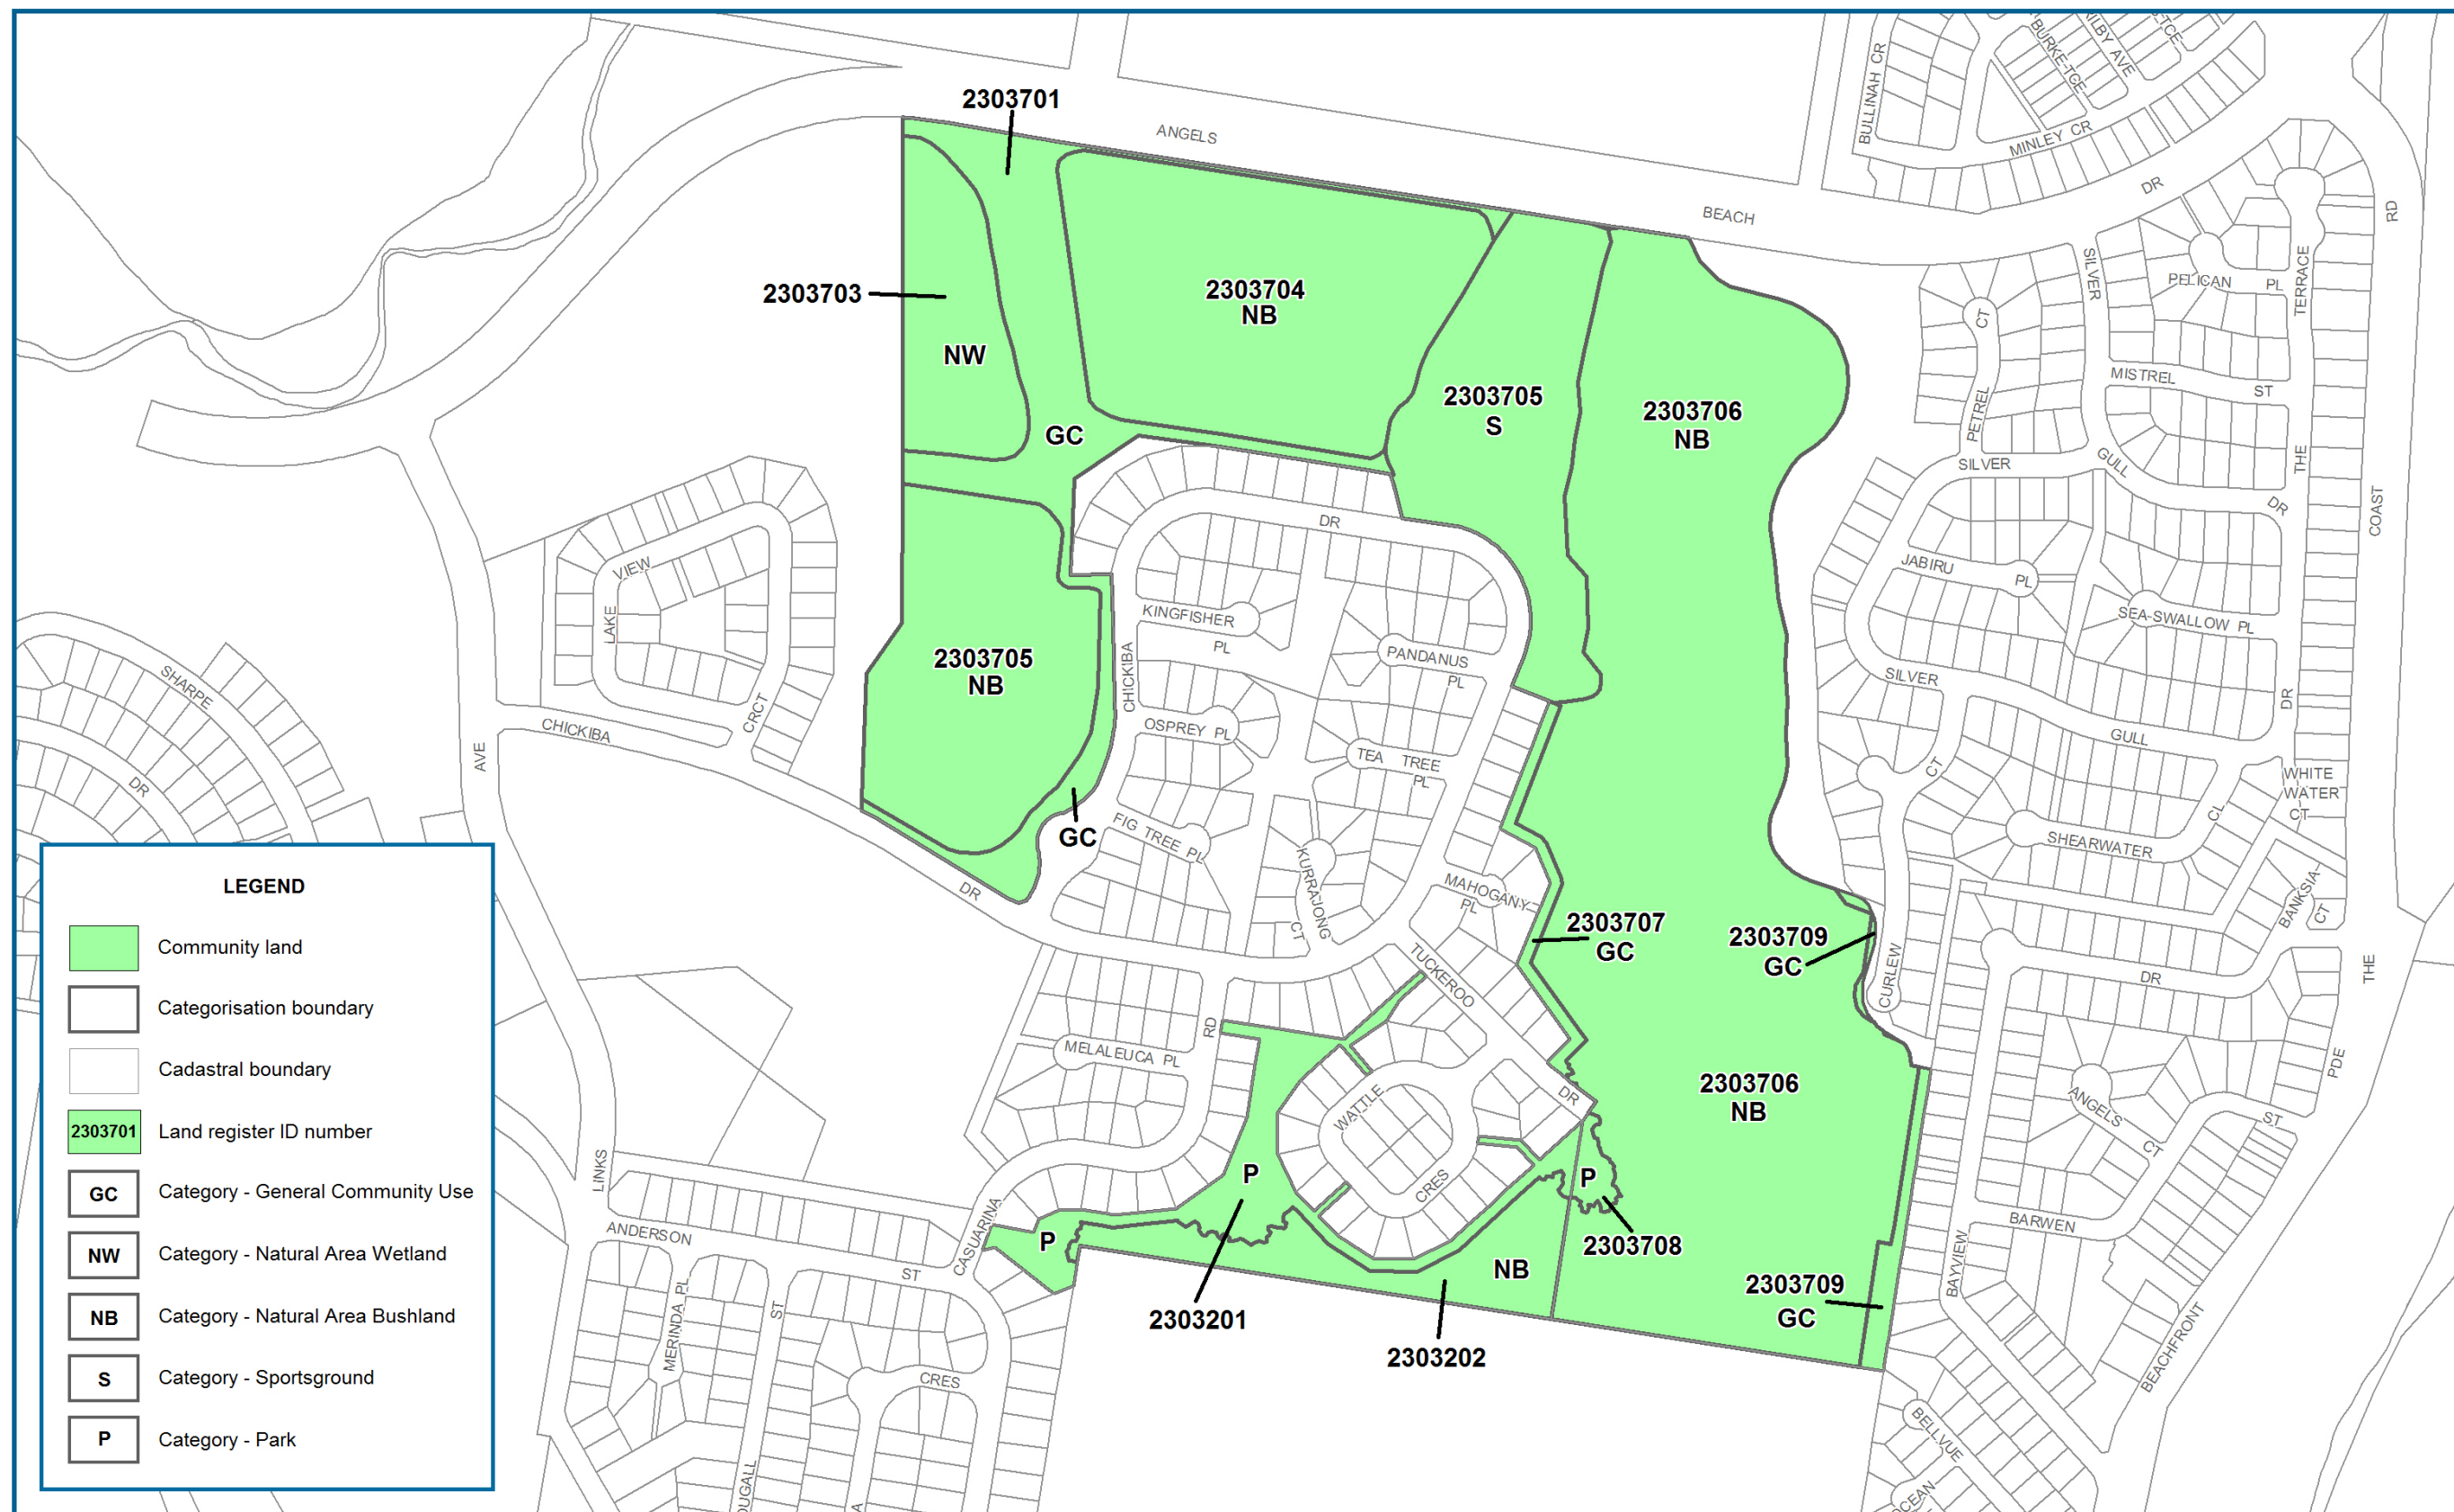 2303701
ANGELS
BEACH
DR
BULLINAH CR
BURKE TCE
TCE
MINLEY CR
RD
2303703
NW
2303704
NB
GC
2303705
S
2303706
NB
SILVER
PELICAN PL
TERRACE
CT
PETREL
MISTREL ST
THE
SILVER
GULL
DR
COAST
DR
VIEW
LAKE
CRCT
KINGFISHER
PL
CHICKIBA
PANDANUS
PL
JABIRU PL
SEA-SWALLOW PL
SHARPE
DR
2303705
NB
AVE
CHICKIBA
OSPREY PL
TEA TREE
PL
SILVER
GULL
DR
CT
WHITE
WATER
CT
SHEARWATER
CL
GC
FIG TREE PL
KURRAJONG
CT
DR
MAHOGANY
PL
2303707
GC
2303709
GC
CURLEW
BANKSIA
CT
DR
THE
TUCKEROO
DR
RD
MELALEUCA PL
WATTLE
CRES
2303706
NB
ANGELS
CT
ST
PDE
P
P
P
2303708
NB
2303201
2303202
2303709
GC
BARWEN
BAYVIEW
BEACHFRONT
LINKS
ANDERSON
ST
CASUARINA
MERINDA PL
ST
CRES
DUGALL
A
BELLVUE
OCEAN
LEGEND
Community land
Categorisation boundary
Cadastral boundary
2303701 Land register ID number
GC Category - General Community Use
NW Category - Natural Area Wetland
NB Category - Natural Area Bushland
S Category - Sportsground
P Category - Park